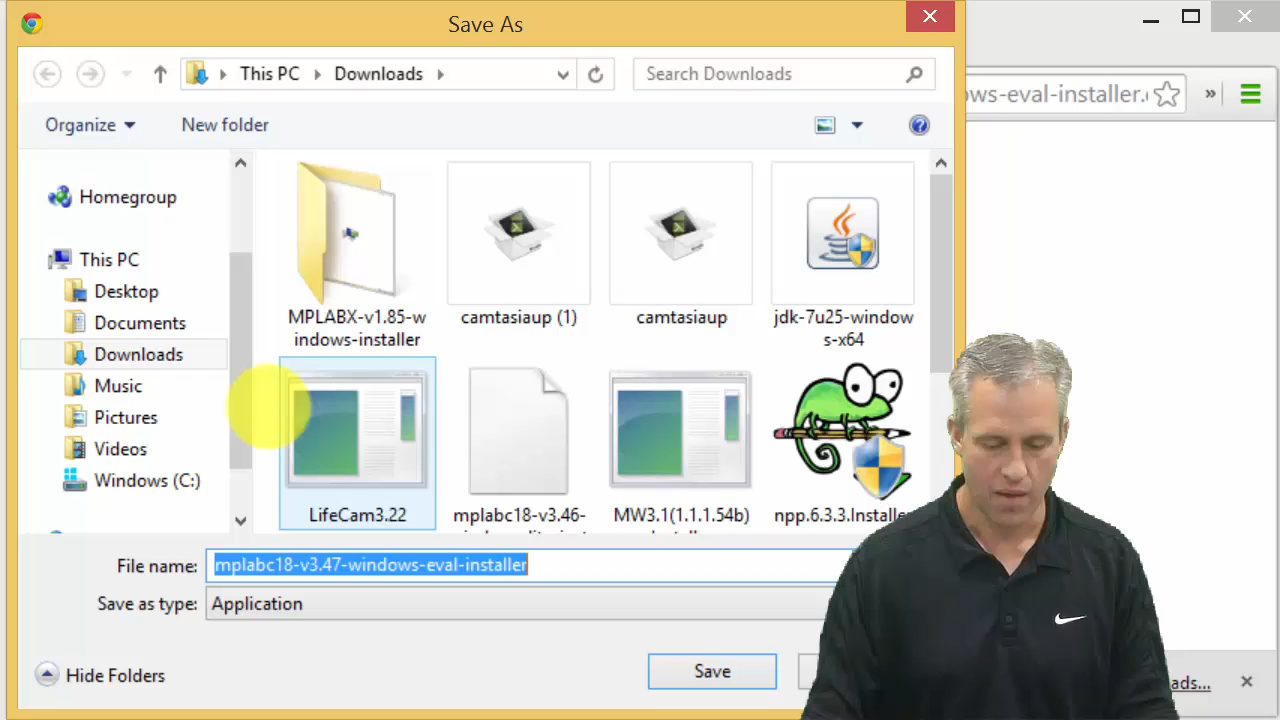 Save As
This PC
Downloads
Search Downloads
ows-eval-installer.
»
Organize
New folder
Homegroup
This PC
Desktop
Documents
Downloads
Music
Pictures
Videos
Windows (C:)
MPLABX-v1.85-w
indows-installer
camtasiaup (1)
camtasiaup
jdk-7u25-window
s-x64
LifeCam3.22
mplabc18-v3.46-
MW3.1(1.1.1.54b)
npp.6.3.3.Installer
File name:
mplabc18-v3.47-windows-eval-installer
Save as type:
Application
Hide Folders
Save
ads...